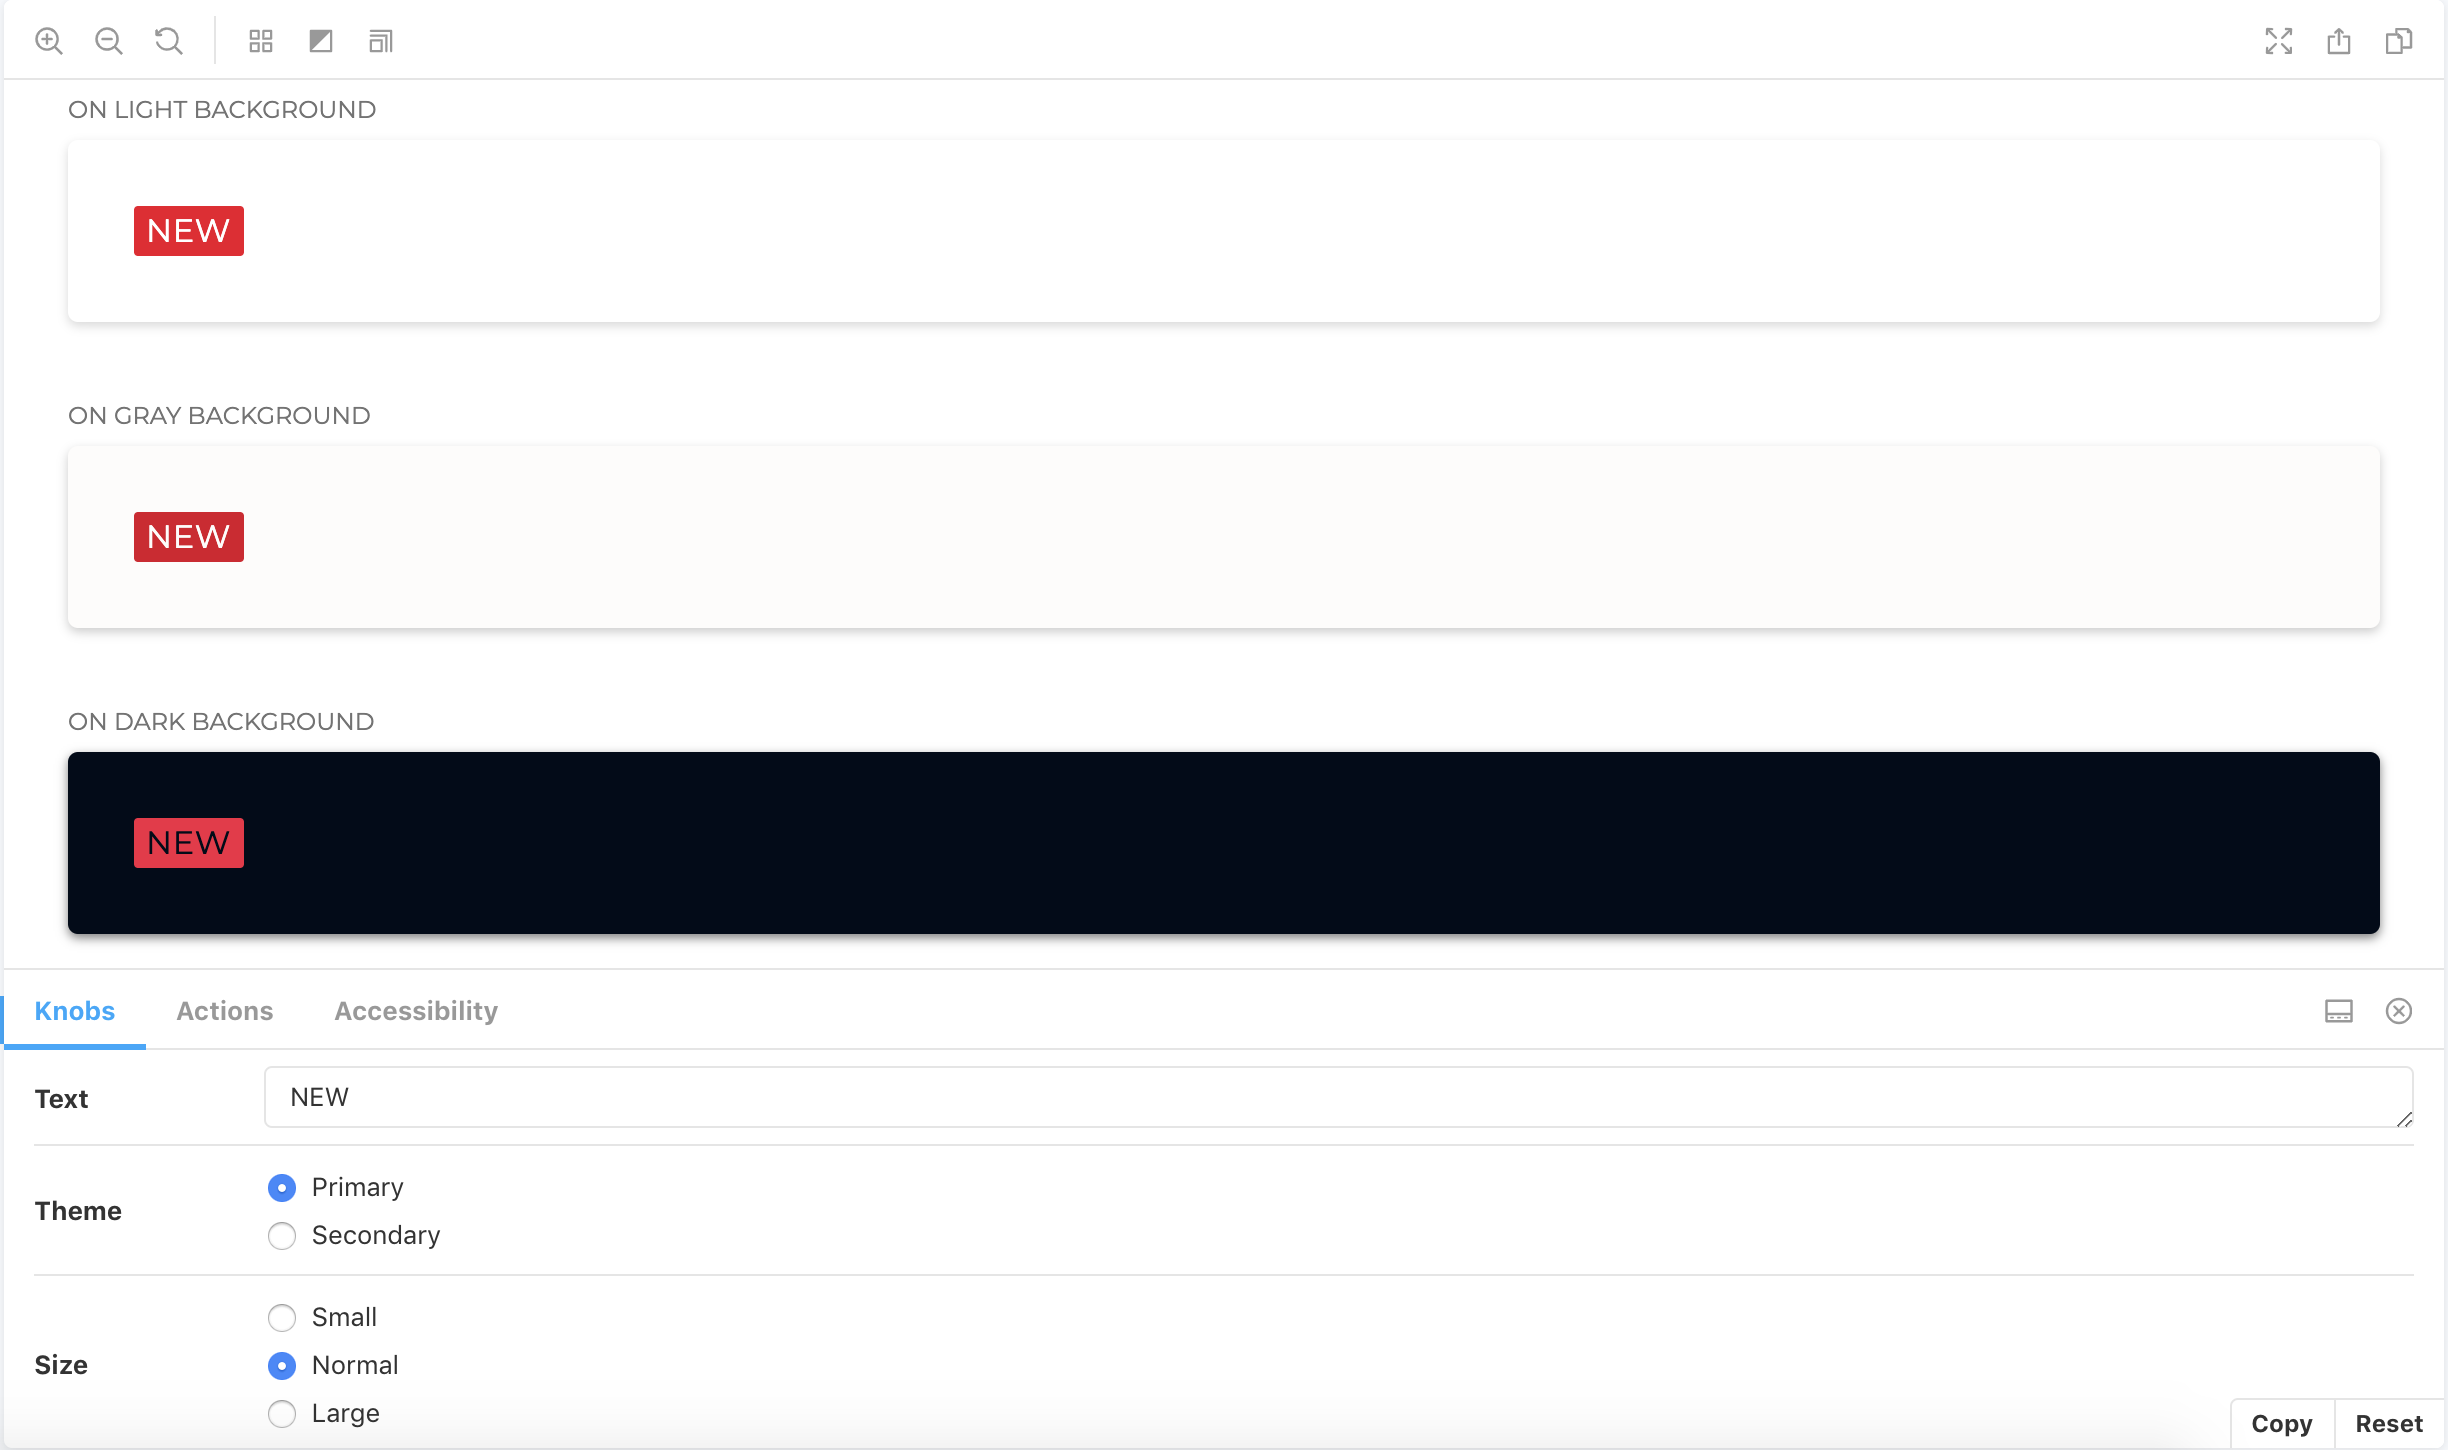 ON LIGHT BACKGROUND
NEW
ON GRAY BACKGROUND
NEW
ON DARK BACKGROUND
NEW
Knobs Actions Accessibility
Text NEW
Theme
Primary
Secondary
Size
Small
Normal
Large
Copy Reset